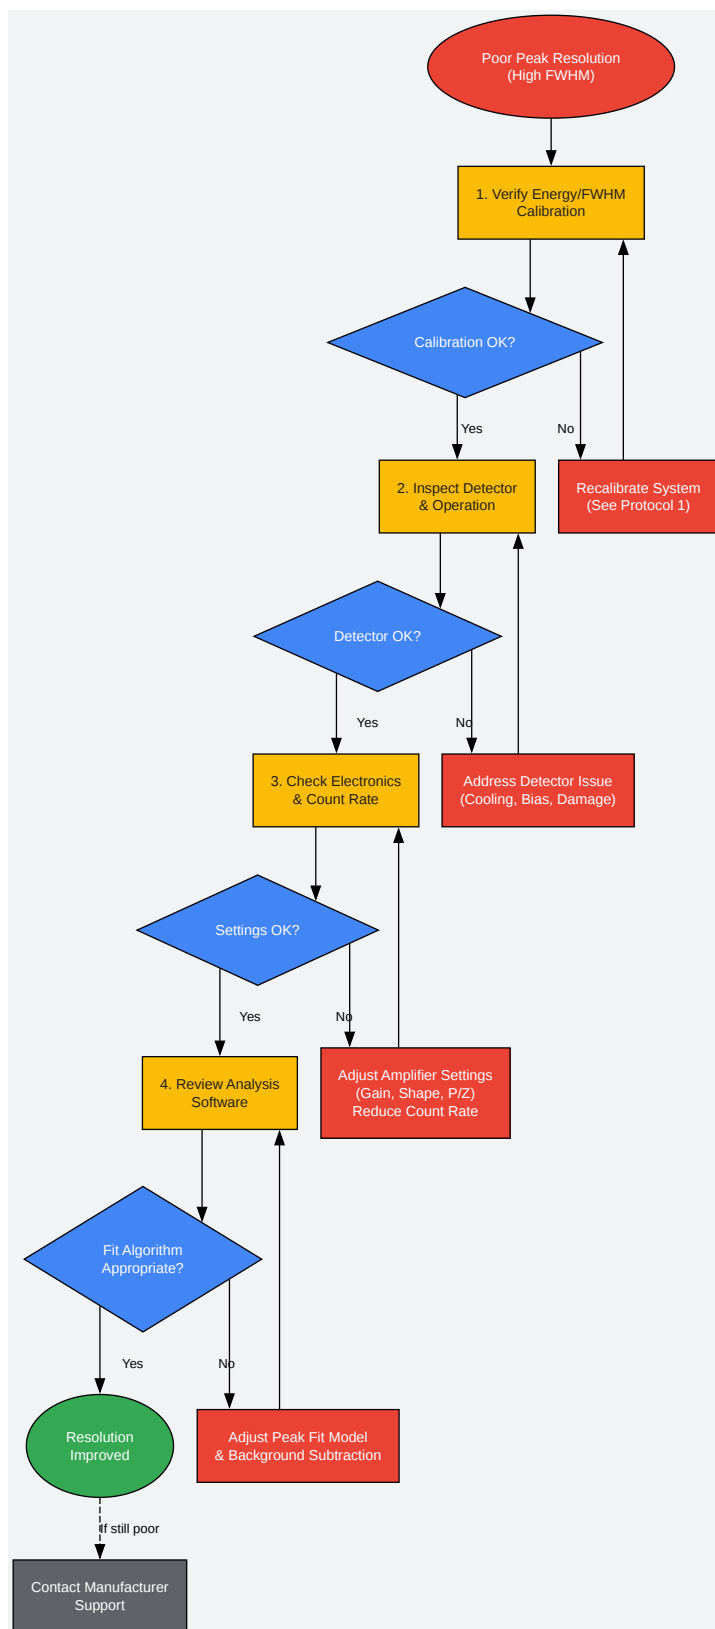 Poor Peak Resolution
(High FWHM)
1. Verify Energy/FWHM
Calibration
Calibration OK?
Yes
No
2. Inspect Detector
& Operation
Recalibrate System
(See Protocol 1)
Detector OK?
Yes
No
3. Check Electronics
& Count Rate
Address Detector Issue
(Cooling, Bias, Damage)
Settings OK?
Yes
No
4. Review Analysis
Software
Adjust Amplifier Settings
(Gain, Shape, P/Z)
Reduce Count Rate
Fit Algorithm
Appropriate?
Yes
No
Resolution
Improved
Adjust Peak Fit Model
& Background Subtraction
If still poor
Contact Manufacturer
Support